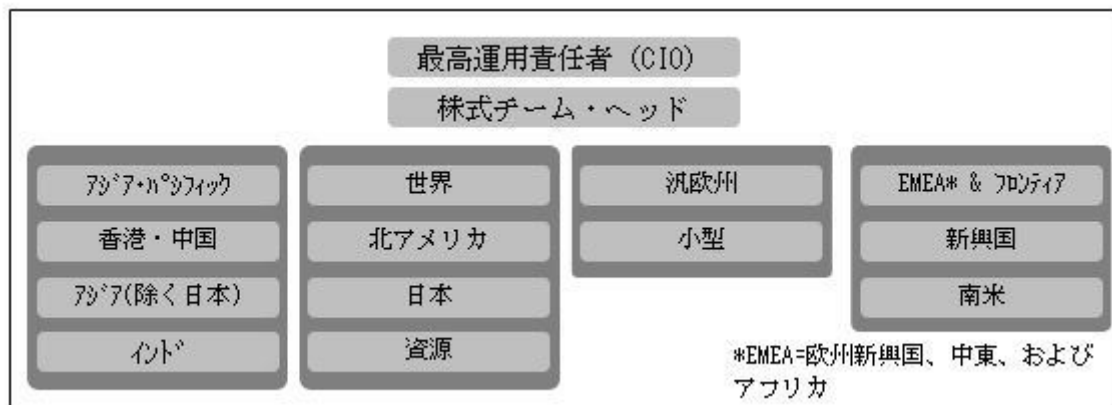 最高運用責任者 (CIO)
株式チーム・ヘッド
ｱｼﾞｱ・ﾊﾟｼﾌｨｯｸ
香港・中国
ｱｼﾞｱ(除く日本)
ｲﾝﾄﾞ
世界
北アメリカ
日本
資源
汎欧州
小型
EMEA* & ﾌﾛﾝﾃｨｱ
新興国
南米
*EMEA=欧州新興国、中東、および
アフリカ